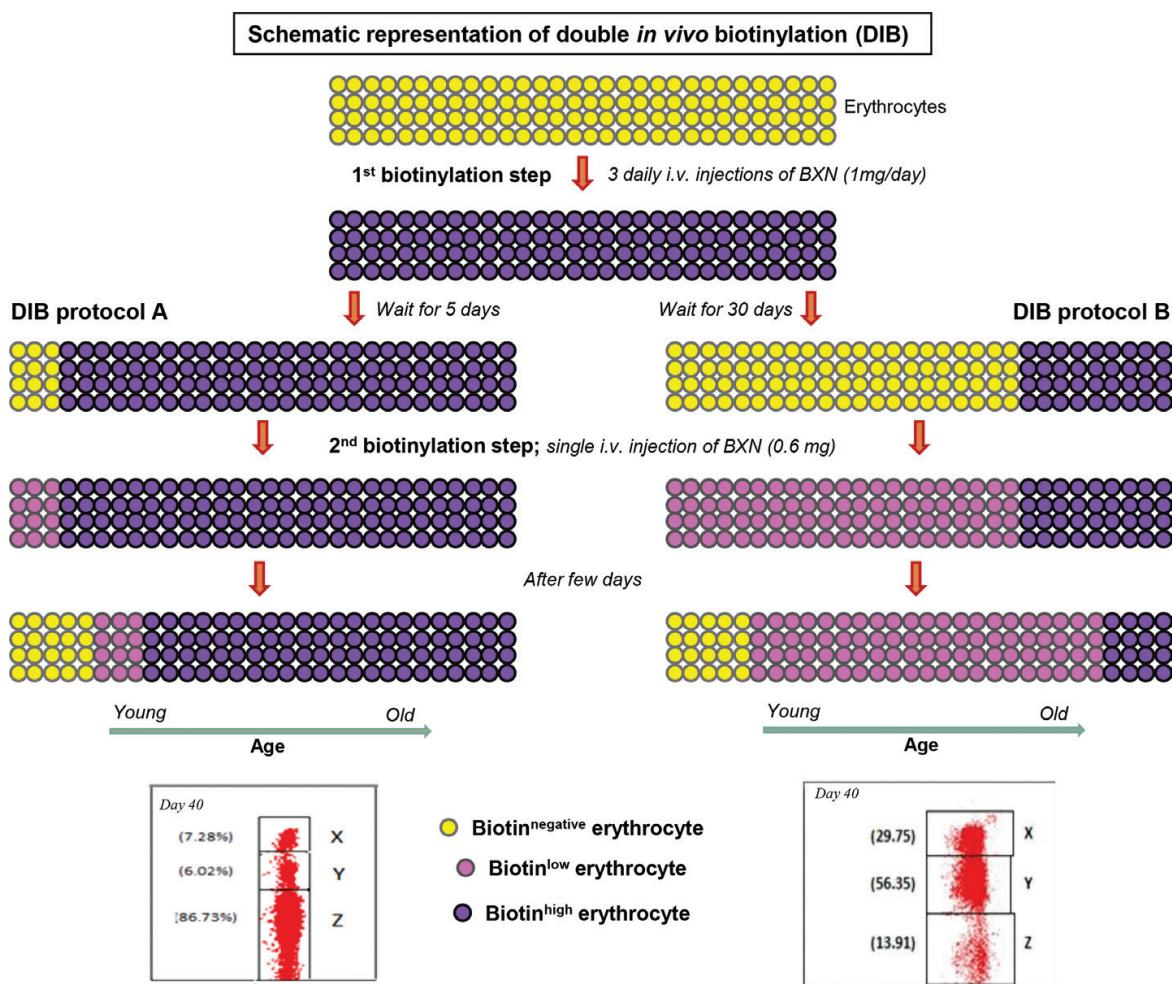 Schematic representation of double in vivo biotinylation (DIB)
Erythrocytes
1st biotinylation step
3 daily i.v. injections of BXN (1mg/day)
DIB protocol A
Wait for 5 days
Wait for 30 days
DIB protocol B
2nd biotinylation step; single i.v. injection of BXN (0.6 mg)
After few days
Young
Old
Age
Young
Old
Age
Day 40
(7.28%)
X
(6.02%)
Y
(86.73%)
Z
Biotinnegative erythrocyte
Biotinlow erythrocyte
Biotinhigh erythrocyte
Day 40
(29.75)
X
(56.35)
Y
(13.91)
Z